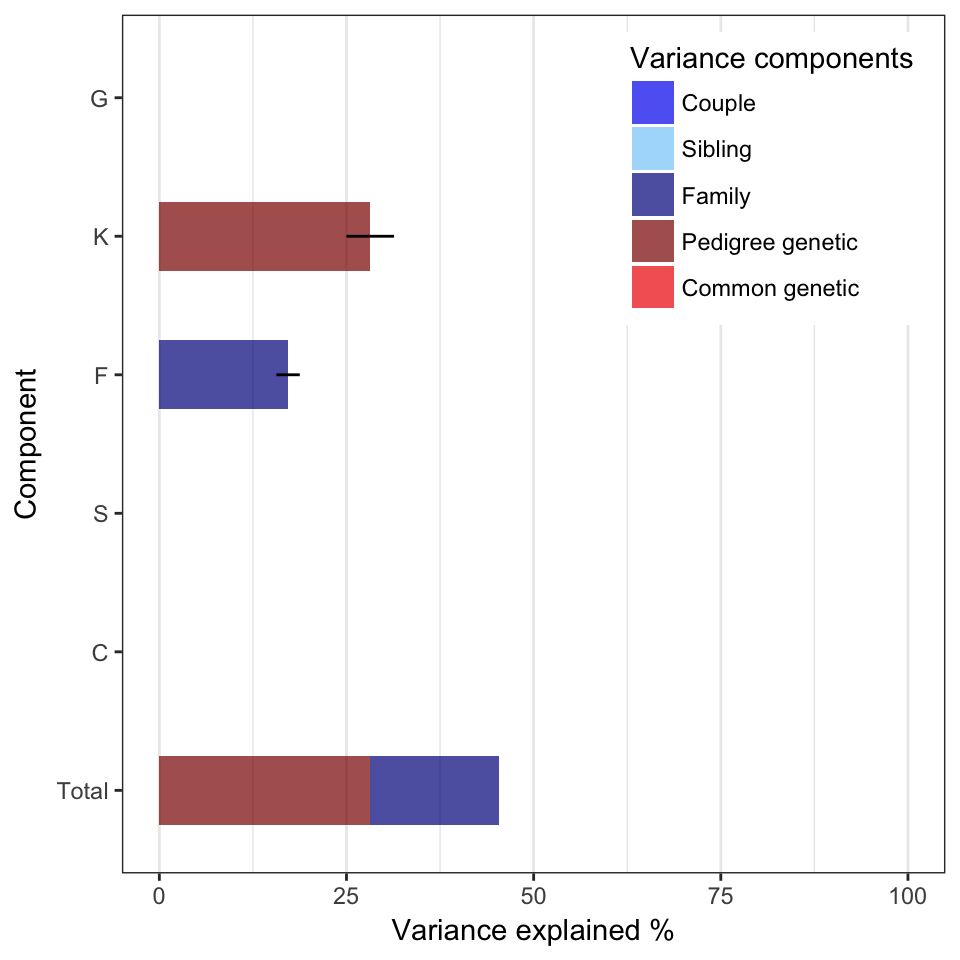 Variance components
Couple
Sibling
Family
Pedigree genetic
Common genetic
G
K
F
S
C
Total
Component
0 25 50 75 100
Variance explained %